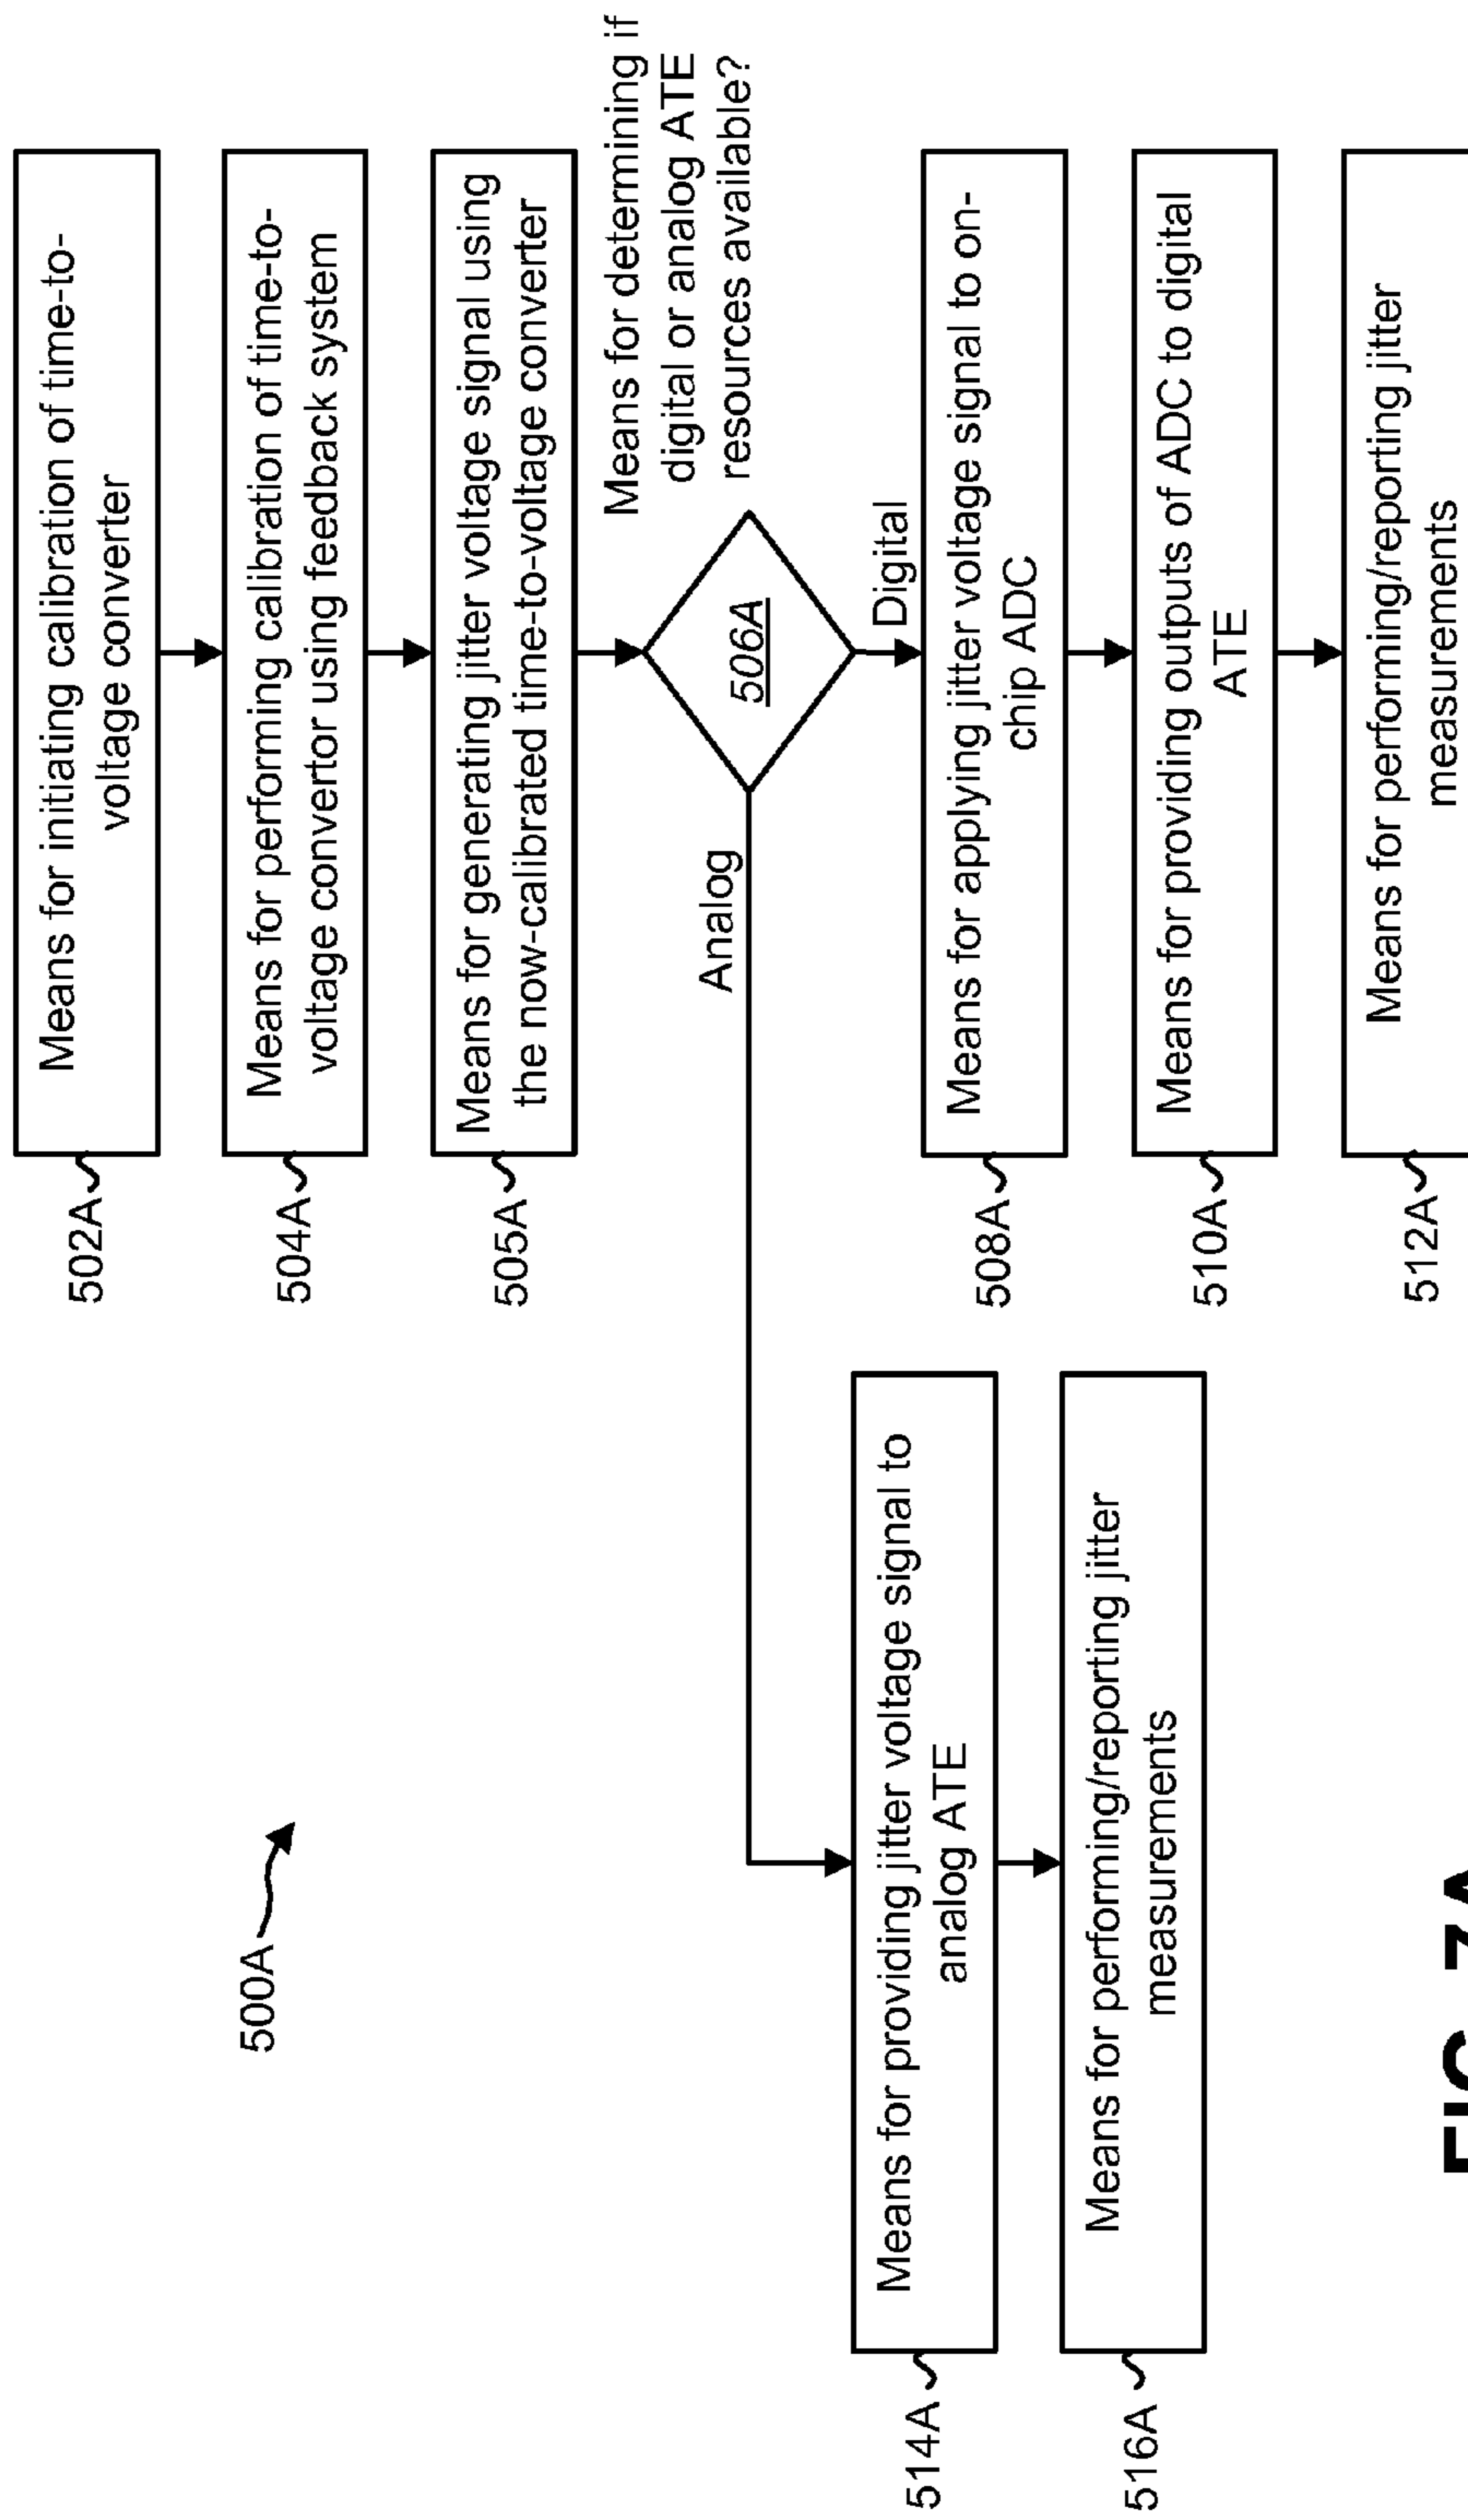 500A
502A
Means for initiating calibration of time-to-
voltage converter
504A
Means for performing calibration of time-to-
voltage convertor using feedback system
505A
Means for generating jitter voltage signal using
the now-calibrated time-to-voltage converter
Means for determining if
digital or analog ATE
resources available?
506A
Analog
Digital
508A
Means for applying jitter voltage signal to on-
chip ADC
510A
Means for providing outputs of ADC to digital
ATE
512A
Means for performing/reporting jitter
measurements
514A
Means for providing jitter voltage signal to
analog ATE
516A
Means for performing/reporting jitter
measurements